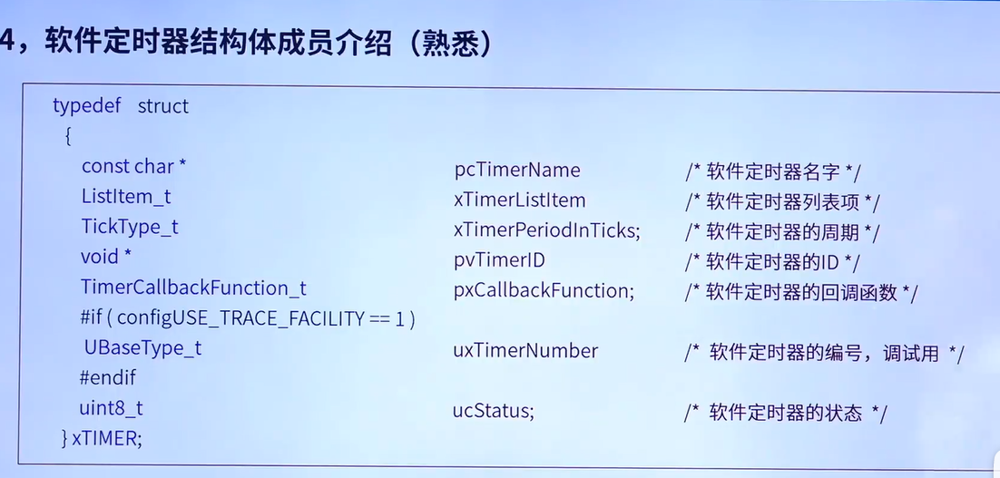 4，软件定时器结构体成员介绍（熟悉）
typedef struct
{
const char * pcTimerName /* 软件定时器名字 */
ListItem_t xTimerListItem /* 软件定时器列表项 */
TickType_t xTimerPeriodInTicks; /* 软件定时器的周期 */
void * pvTimerID /* 软件定时器的ID */
TimerCallbackFunction_t pxCallbackFunction; /* 软件定时器的回调函数 */
#if ( configUSE_TRACE_FACILITY == 1 )
UBaseType_t uxTimerNumber /* 软件定时器的编号，调试用 */
#endif
uint8_t ucStatus; /* 软件定时器的状态 */
} xTIMER;